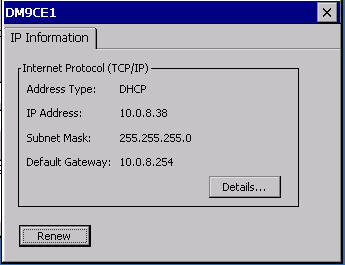 DM9CE1
IP Information
Internet Protocol (TCP/IP)
Address Type: DHCP
IP Address: 10.0.8.38
Subnet Mask: 255.255.255.0
Default Gateway: 10.0.8.254
Details...
Renew